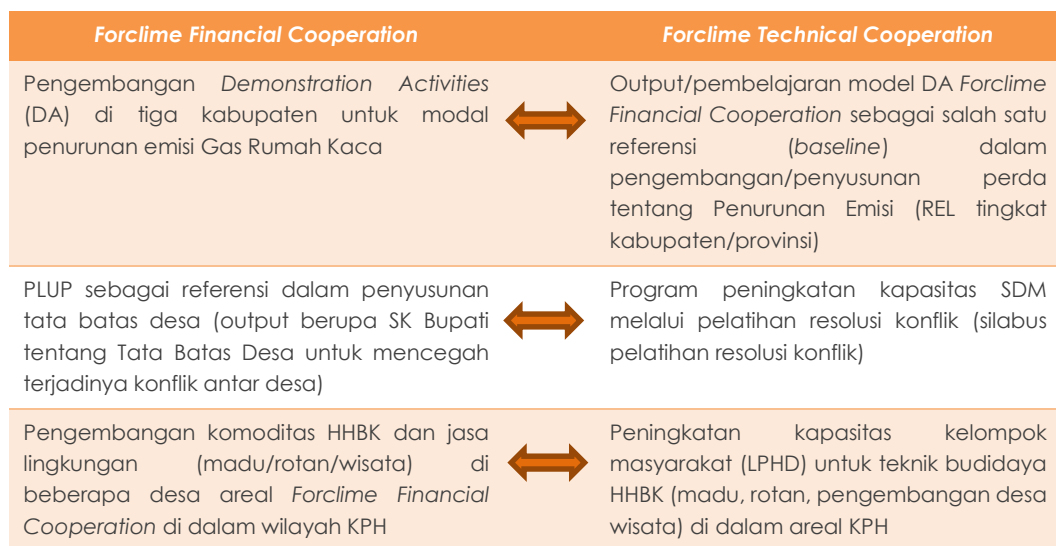 Forclime Financial Cooperation
Forclime Technical Cooperation
Pengembangan Demonstration Activities
(DA) di tiga kabupaten untuk modal
penurunan emisi Gas Rumah Kaca
Output/pembelajaran model DA Forclime
Financial Cooperation sebagai salah satu
referensi (baseline) dalam
pengembangan/penyusunan perda
tentang Penurunan Emisi (REL tingkat
kabupaten/provinsi)
PLUP sebagai referensi dalam penyusunan
tata batas desa (output berupa SK Bupati
tentang Tata Batas Desa untuk mencegah
terjadinya konflik antar desa)
Program peningkatan kapasitas SDM
melalui pelatihan resolusi konflik (silabus
pelatihan resolusi konflik)
Pengembangan komoditas HHBK dan jasa
lingkungan (madu/rotan/wisata) di
beberapa desa areal Forclime Financial
Cooperation di dalam wilayah KPH
Peningkatan kapasitas kelompok
masyarakat (LPHD) untuk teknik budidaya
HHBK (madu, rotan, pengembangan desa
wisata) di dalam areal KPH